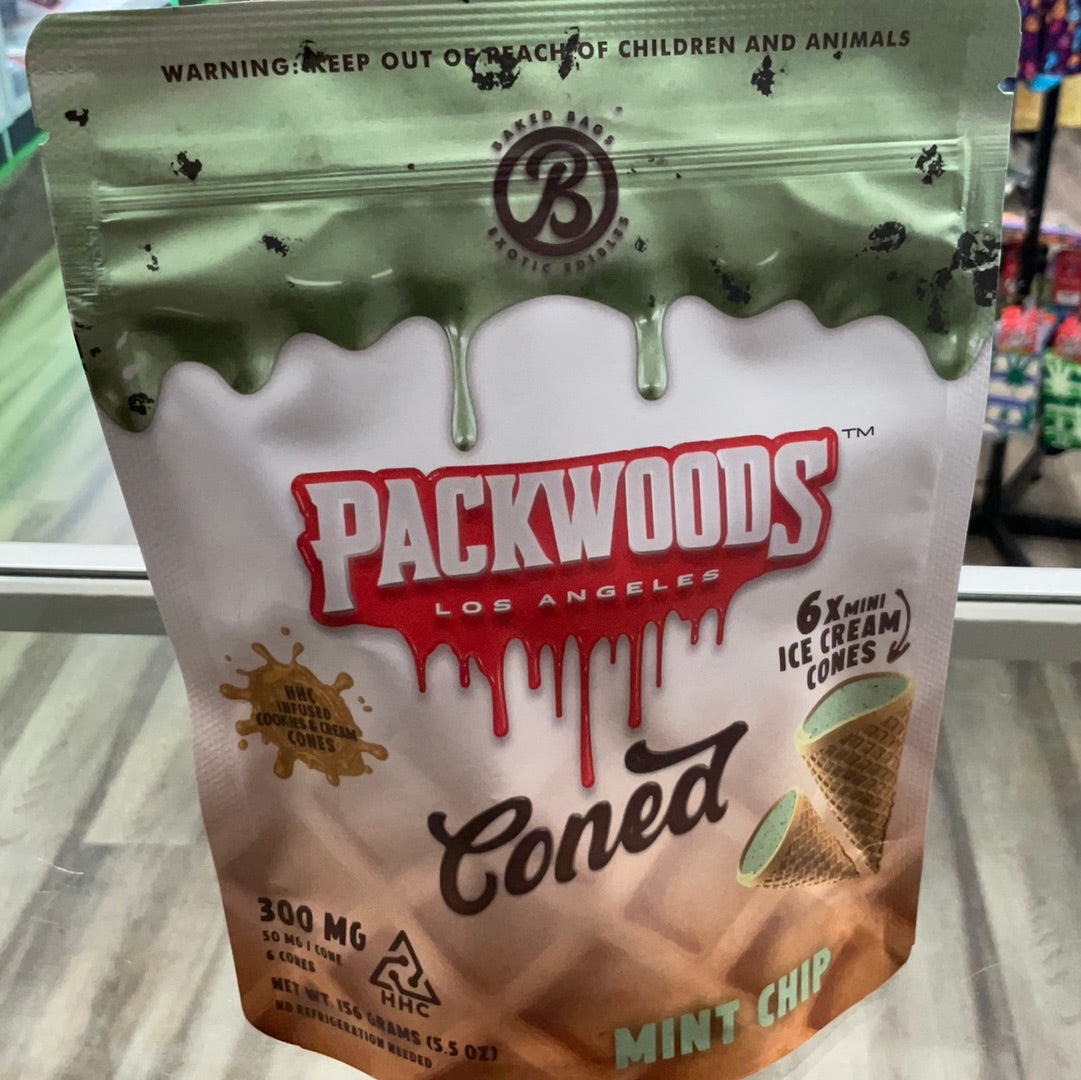 WARNING: KEEP OUT OF REACH OF CHILDREN AND ANIMALS
BAKED BAGS
B
EXOTIC EDIBLES
PACKWOODS
TM
LOS ANGELES
6X MINI
ICE CREAM
CONES
HHC
INFUSED
COOKIES & CREAM
CONES
Coned
300 MG
50 MG / CONE
6 CONES
HHC
NET WT. 156 GRAMS (5.5 OZ)
NO REFRIGERATION NEEDED
MINT CHIP